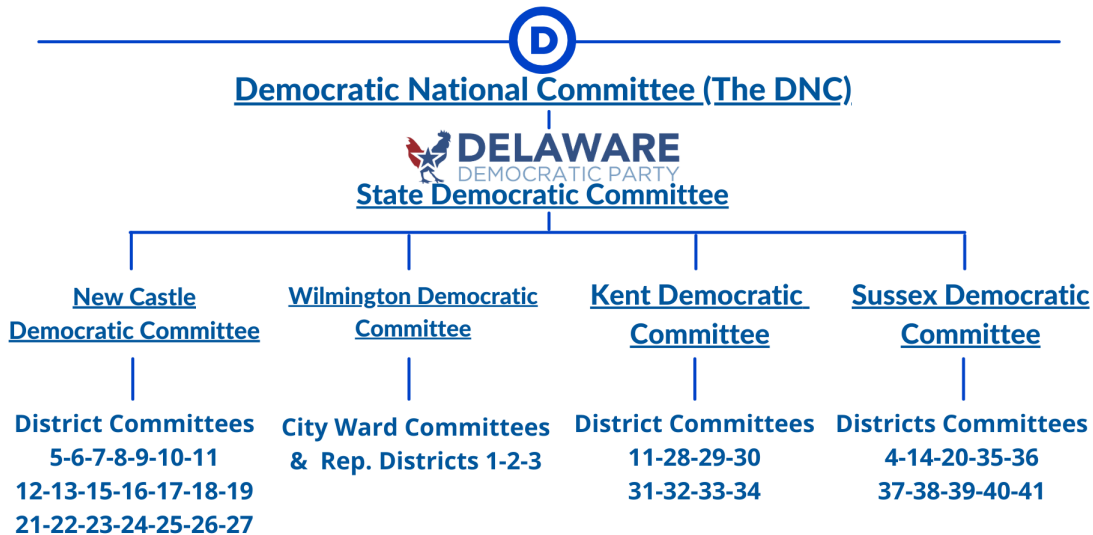 D
Democratic National Committee (The DNC)
DELAWARE
DEMOCRATIC PARTY
State Democratic Committee
New Castle
Democratic Committee
Wilmington Democratic
Committee
Kent Democratic
Committee
Sussex Democratic
Committee
District Committees
5-6-7-8-9-10-11
12-13-15-16-17-18-19
21-22-23-24-25-26-27
City Ward Committees
& Rep. Districts 1-2-3
District Committees
11-28-29-30
31-32-33-34
Districts Committees
4-14-20-35-36
37-38-39-40-41